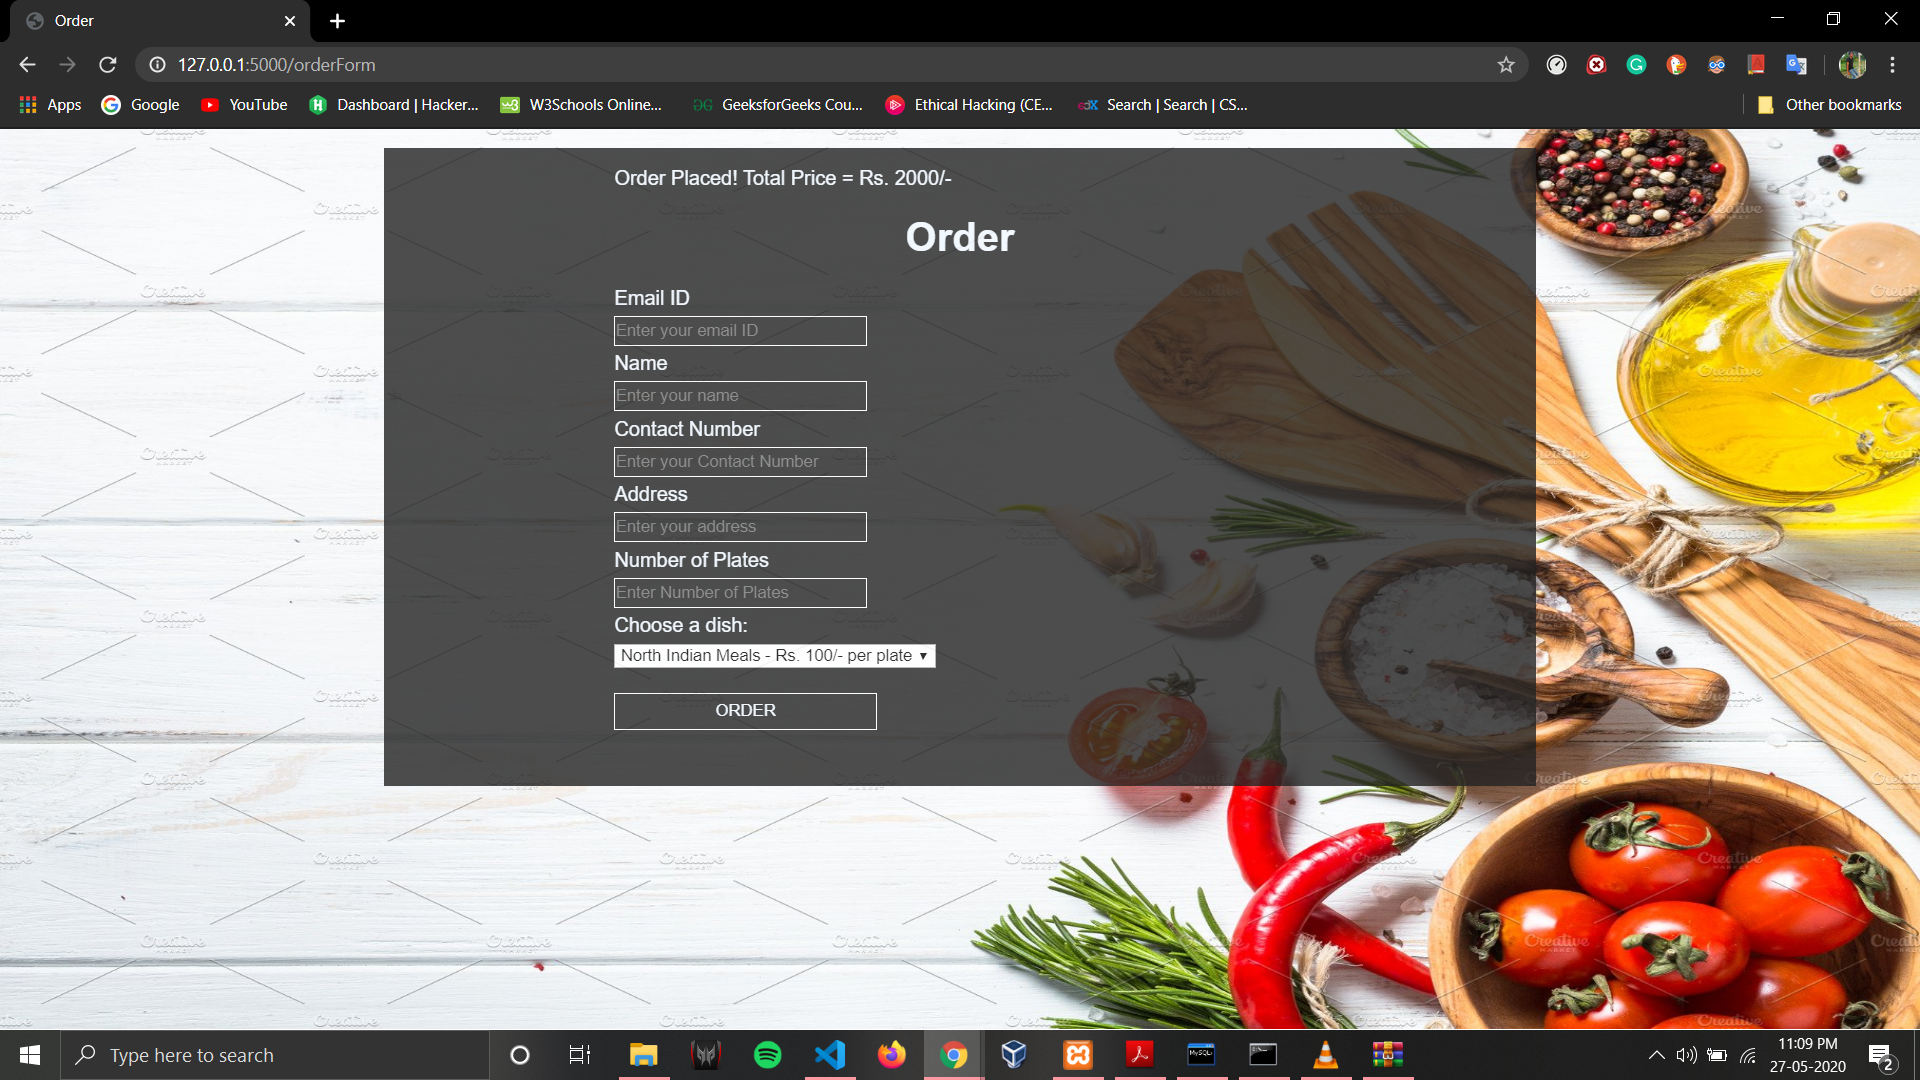 Order
127.0.0.1:5000/orderForm
Apps Google YouTube Dashboard | Hacker... W3Schools Online... GeeksforGeeks Cou... Ethical Hacking (CE... Search | Search | CS... Other bookmarks
Order Placed! Total Price = Rs. 2000/-
Order
Email ID
Enter your email ID
Name
Enter your name
Contact Number
Enter your Contact Number
Address
Enter your address
Number of Plates
Enter Number of Plates
Choose a dish:
North Indian Meals - Rs. 100/- per plate
ORDER
Creative
MARKET
Type here to search
11:09 PM
27-05-2020
2